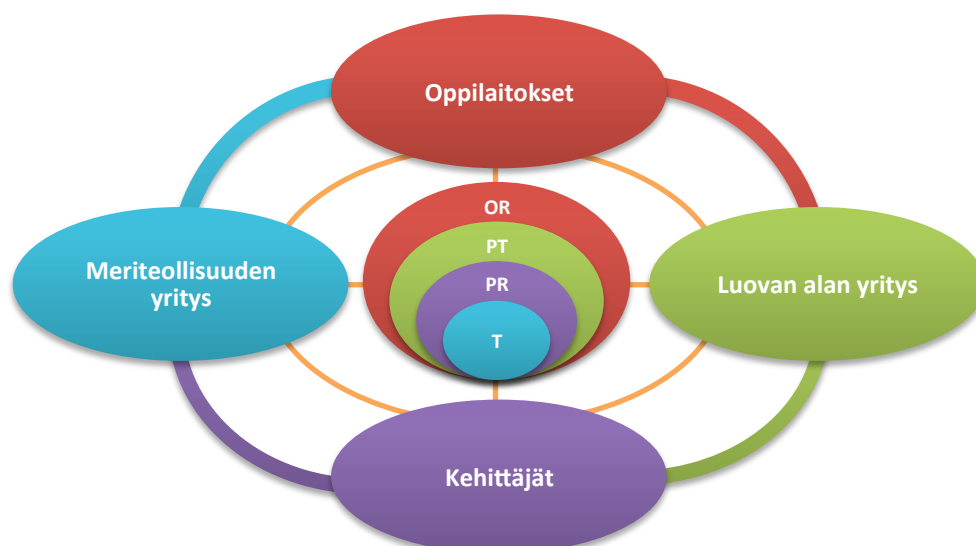 Oppilaitokset
OR
PT
Meriteollisuuden
yritys
PR
Luovan alan yritys
T
Kehittäjät